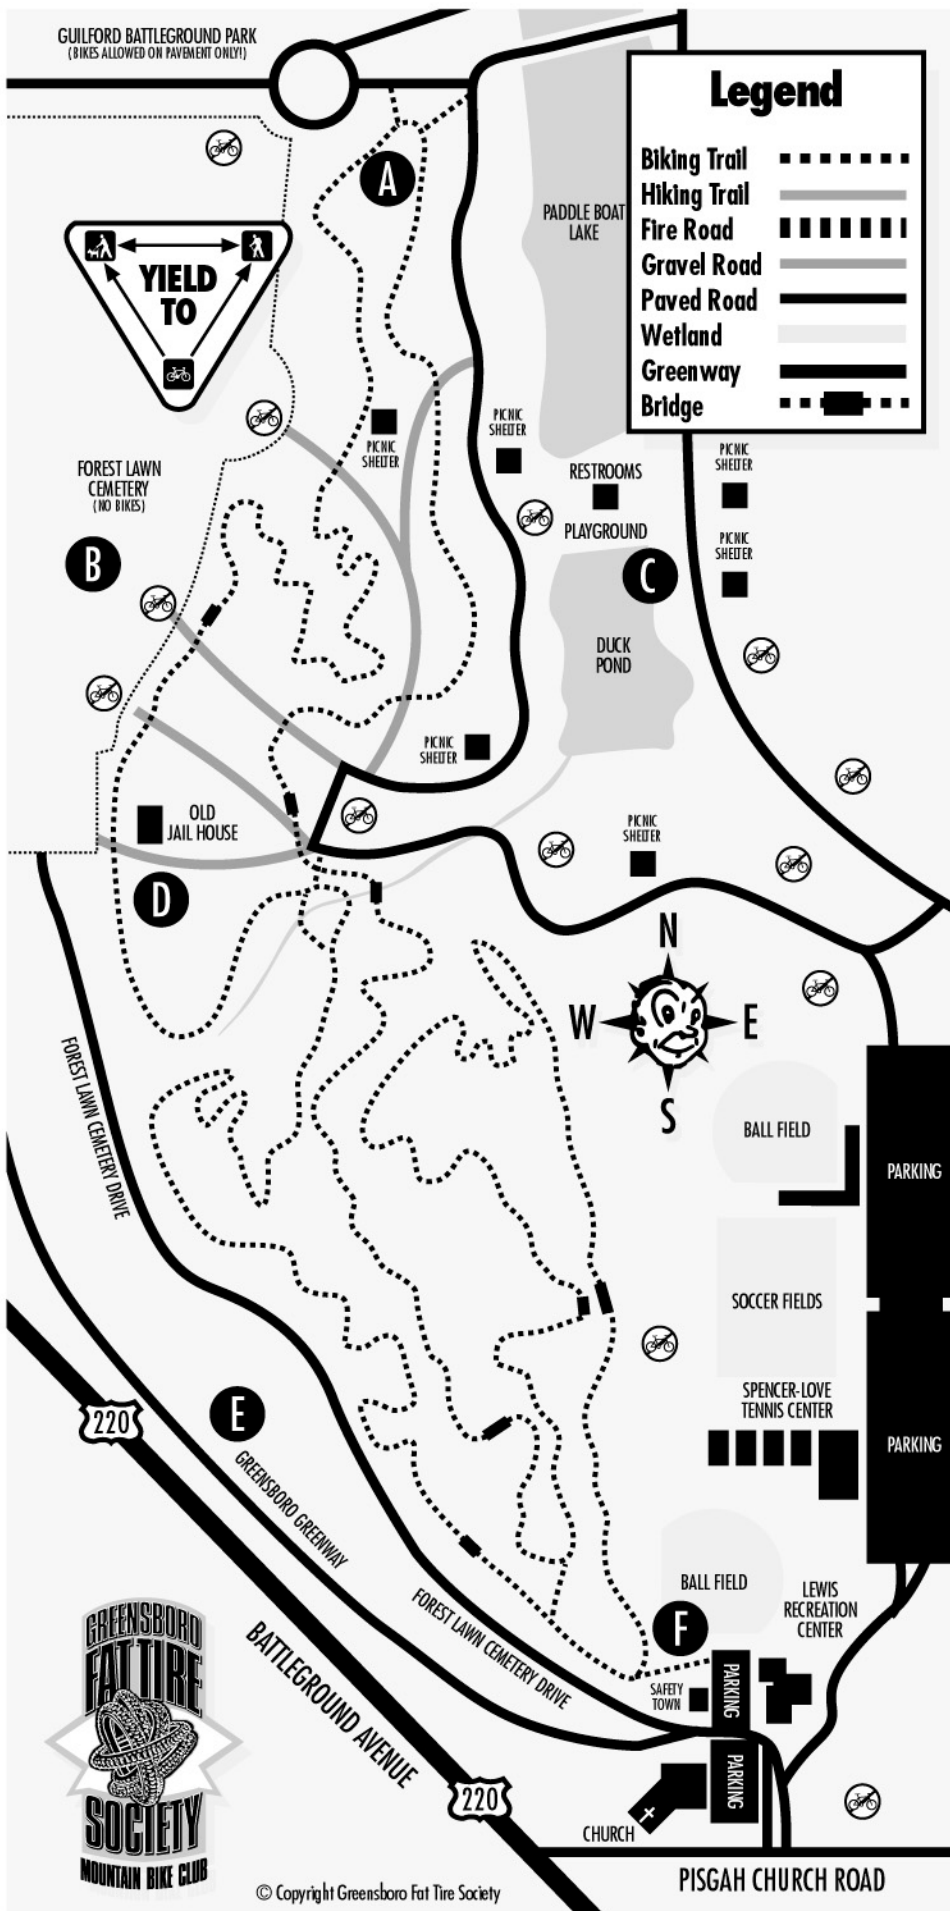 GUILFORD BATTLEGROUND PARK
(BIKES ALLOWED ON PAVEMENT ONLY!)
Legend
Biking Trail
Hiking Trail
Fire Road
Gravel Road
Paved Road
Wetland
Greenway
Bridge
A
PADDLE BOAT
LAKE
YIELD
TO
PICNIC
SHELTER
PICNIC
SHELTER
PICNIC
SHELTER
FOREST LAWN
CEMETERY
(NO BIKES)
RESTROOMS
PLAYGROUND
PICNIC
SHELTER
B
C
DUCK
POND
PICNIC
SHELTER
OLD
JAIL HOUSE
PICNIC
SHELTER
D
N
W
E
S
FOREST LAWN CEMETERY DRIVE
BALL FIELD
PARKING
SOCCER FIELDS
SPENCER-LOVE
TENNIS CENTER
PARKING
220
E
GREENSBORO GREENWAY
BALL FIELD
LEWIS
RECREATION
CENTER
F
FOREST LAWN CEMETERY DRIVE
SAFETY
TOWN
PARKING
BATTLEGROUND AVENUE
PARKING
220
CHURCH
GREENSBORO
FAT TIRE
SOCIETY
MOUNTAIN BIKE CLUB
PISGAH CHURCH ROAD
© Copyright Greensboro Fat Tire Society